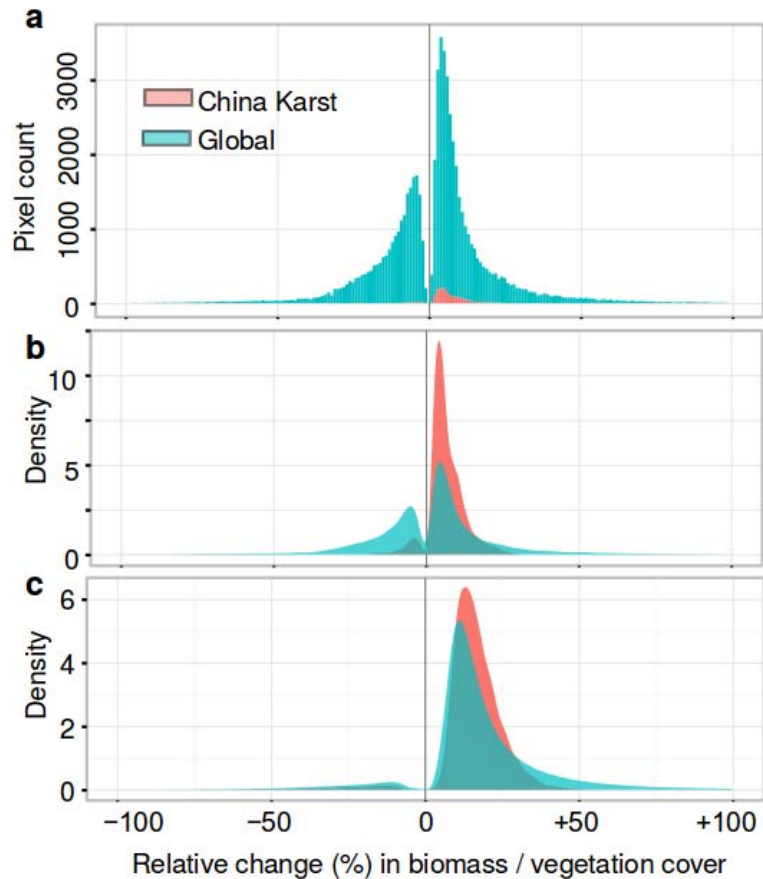 a
3000
2000
1000
0
Pixel count
China Karst
Global
b
10
5
0
Density
c
6
4
2
0
Density
−100 −50 0 +50 +100
Relative change (%) in biomass / vegetation cover